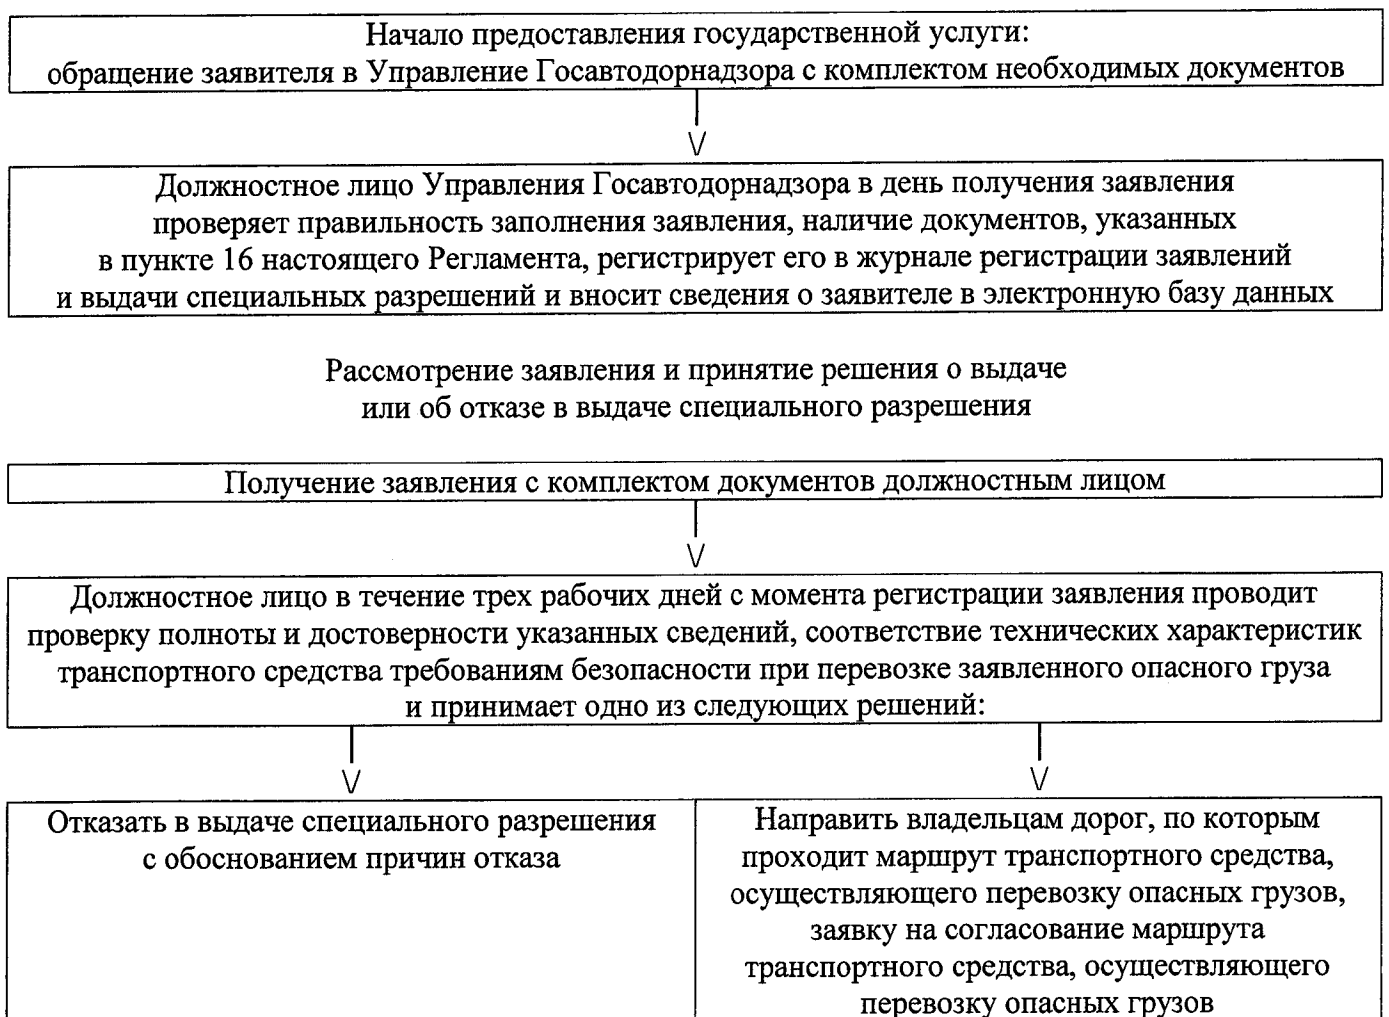 Начало предоставления государственной услуги:
обращение заявителя в Управление Госавтодорнадзора с комплектом необходимых документов
Должностное лицо Управления Госавтодорнадзора в день получения заявления
проверяет правильность заполнения заявления, наличие документов, указанных
в пункте 16 настоящего Регламента, регистрирует его в журнале регистрации заявлений
и выдачи специальных разрешений и вносит сведения о заявителе в электронную базу данных
Рассмотрение заявления и принятие решения о выдаче
или об отказе в выдаче специального разрешения
Получение заявления с комплектом документов должностным лицом
Должностное лицо в течение трех рабочих дней с момента регистрации заявления проводит
проверку полноты и достоверности указанных сведений, соответствие технических характеристик
транспортного средства требованиям безопасности при перевозке заявленного опасного груза
и принимает одно из следующих решений:
Отказать в выдаче специального разрешения
с обоснованием причин отказа
Направить владельцам дорог, по которым
проходит маршрут транспортного средства,
осуществляющего перевозку опасных грузов,
заявку на согласование маршрута
транспортного средства, осуществляющего
перевозку опасных грузов